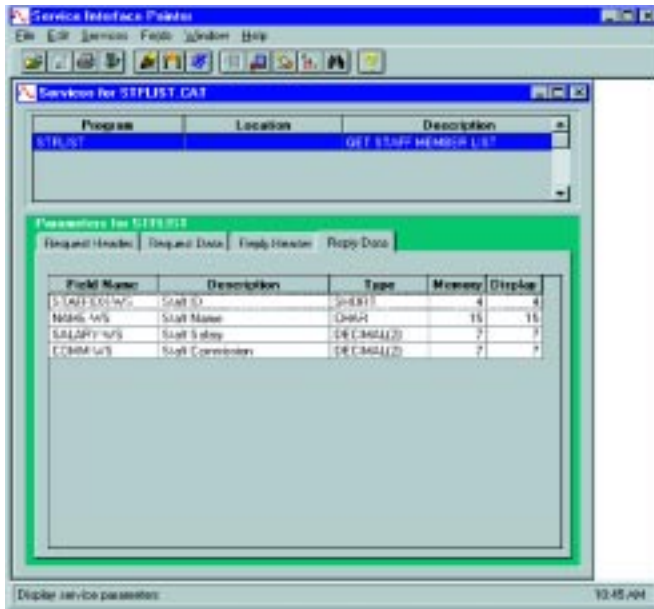 Service Interface Painter
File Edit Services Fields Window Help
Services for STFLIST.CAT
Program Location Description
STFLIST GET STAFF MEMBER LIST
Parameters for STFLIST
Request Header Request Data Reply Header Reply Data
Field Name Description Type Memory Display
Staff ID SHORT 4 4
NAME-WS Staff Name CHAR 15 15
SALARY-WS Staff Salary DECIMAL(2) 7 7
COMM-WS Staff Commission DECIMAL(2) 7 7
Display service parameters 10:45 AM